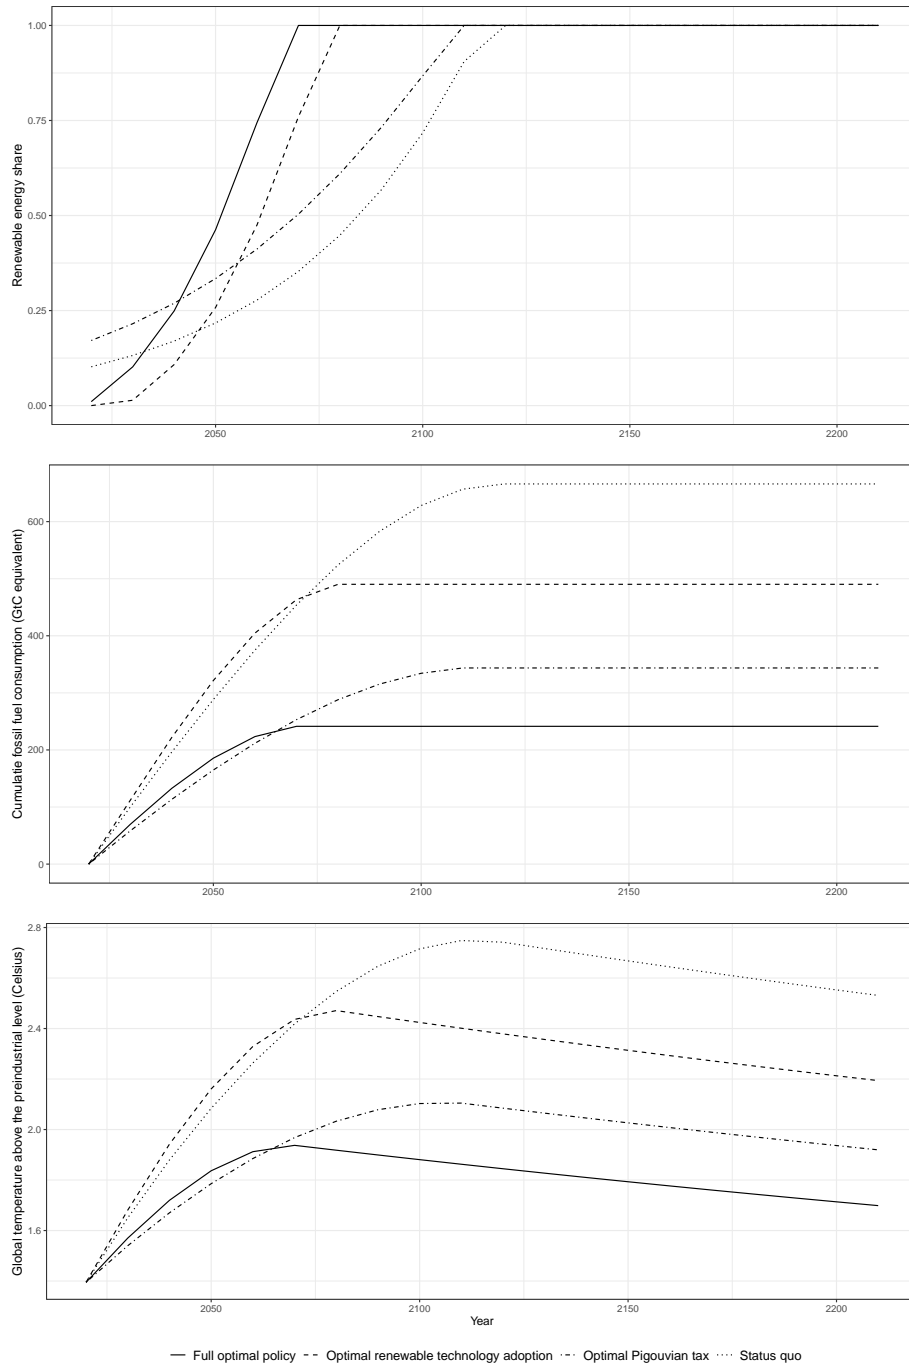 1.00
0.75
0.50
0.25
0.00
Renewable energy share
2050 2100 2150 2200
600
400
200
0
Cumulatie fossil fuel consumption (GtC equivalent)
2050 2100 2150 2200
2.8
2.4
2.0
1.6
Global temperature above the preindustrial level (Celsius)
2050 2100 2150 2200
Year
Full optimal policy Optimal renewable technology adoption Optimal Pigouvian tax Status quo